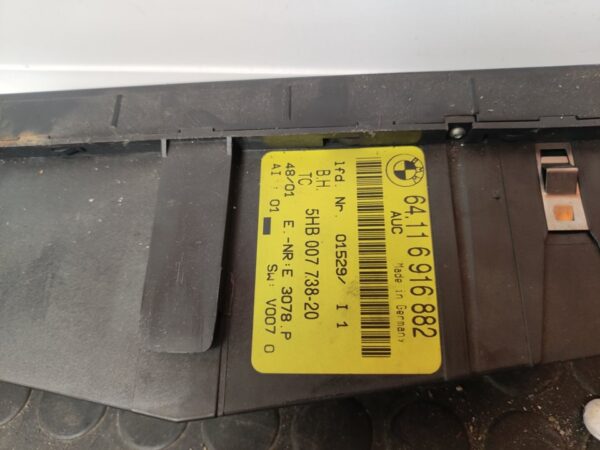 BMW
64.11 6 916 882
AUC Made in Germany
lfd. Nr. 01529/ I 1
B.H.
TC 5HB 007 738-20
48/01 E.-NR:E 3078.P
AI : 01 SW: V007 0